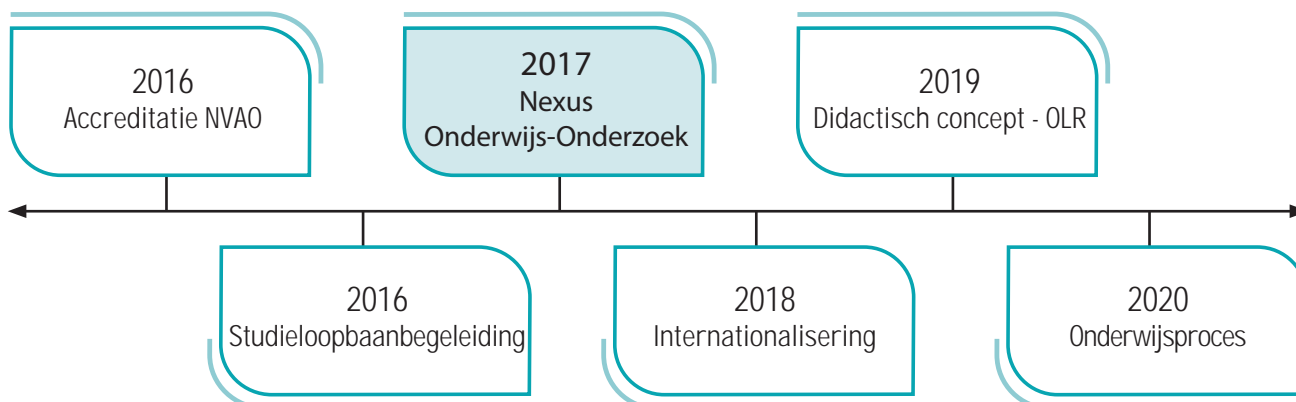 2016
Accreditatie NVAO
2017
Nexus
Onderwijs-Onderzoek
2019
Didactisch concept - OLR
2016
Studieloopbaanbegeleiding
2018
Internationalisering
2020
Onderwijsproces